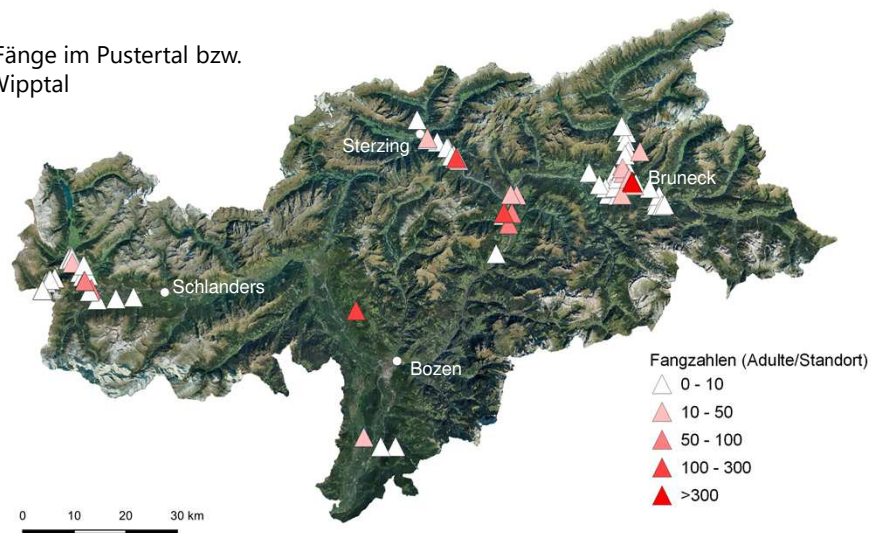 Fänge im Pustertal bzw.
Wipptal
Sterzing
Bruneck
Schlanders
Bozen
Fangzahlen (Adulte/Standort)
0 - 10
10 - 50
50 - 100
100 - 300
>300
0 10 20 30 km